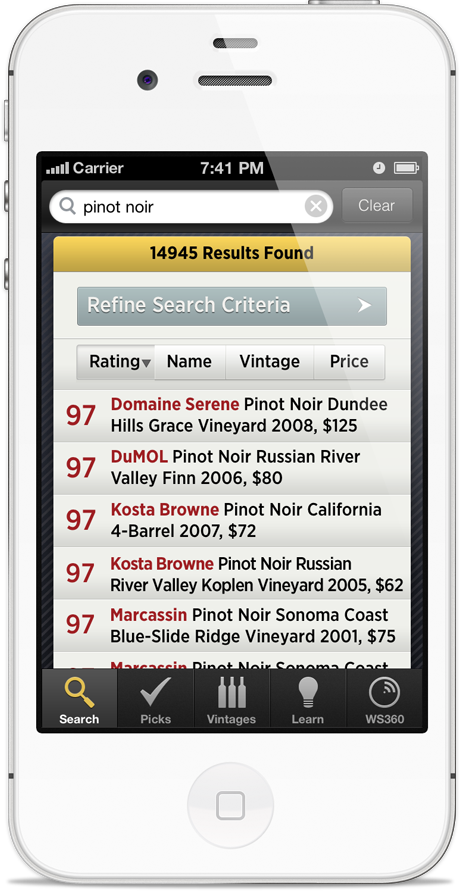 Carrier 7:41 PM
pinot noir Clear
14945 Results Found
Refine Search Criteria
Rating Name Vintage Price
97 Domaine Serene Pinot Noir Dundee
Hills Grace Vineyard 2008, $125
97 DuMOL Pinot Noir Russian River
Valley Finn 2006, $80
97 Kosta Browne Pinot Noir California
4-Barrel 2007, $72
97 Kosta Browne Pinot Noir Russian
River Valley Koplen Vineyard 2005, $62
97 Marcassin Pinot Noir Sonoma Coast
Blue-Slide Ridge Vineyard 2001, $75
97 Marcassin Pinot Noir Sonoma Coast
Search Picks Vintages Learn WS360